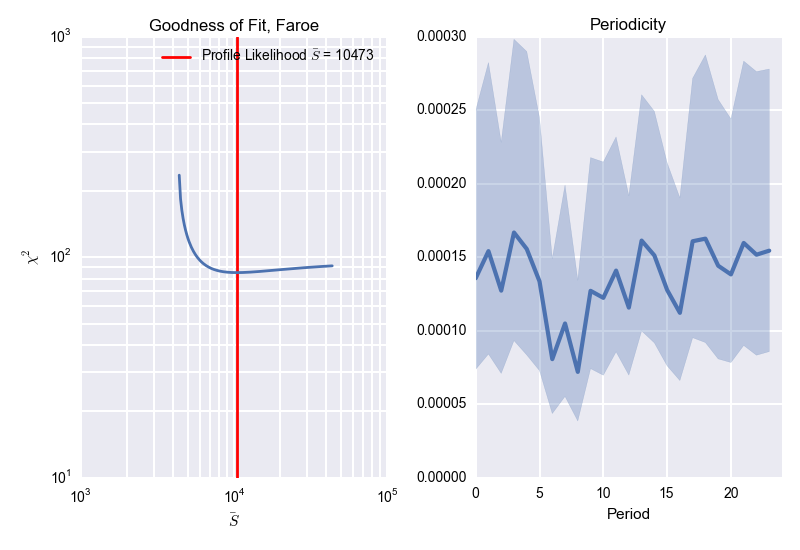 Goodness of Fit, Faroe
Profile Likelihood S̄ = 10473
10³
10²
10¹
χ²
10³ 10⁴ 10⁵
S̄
Periodicity
0.00030
0.00025
0.00020
0.00015
0.00010
0.00005
0.00000
0 5 10 15 20
Period